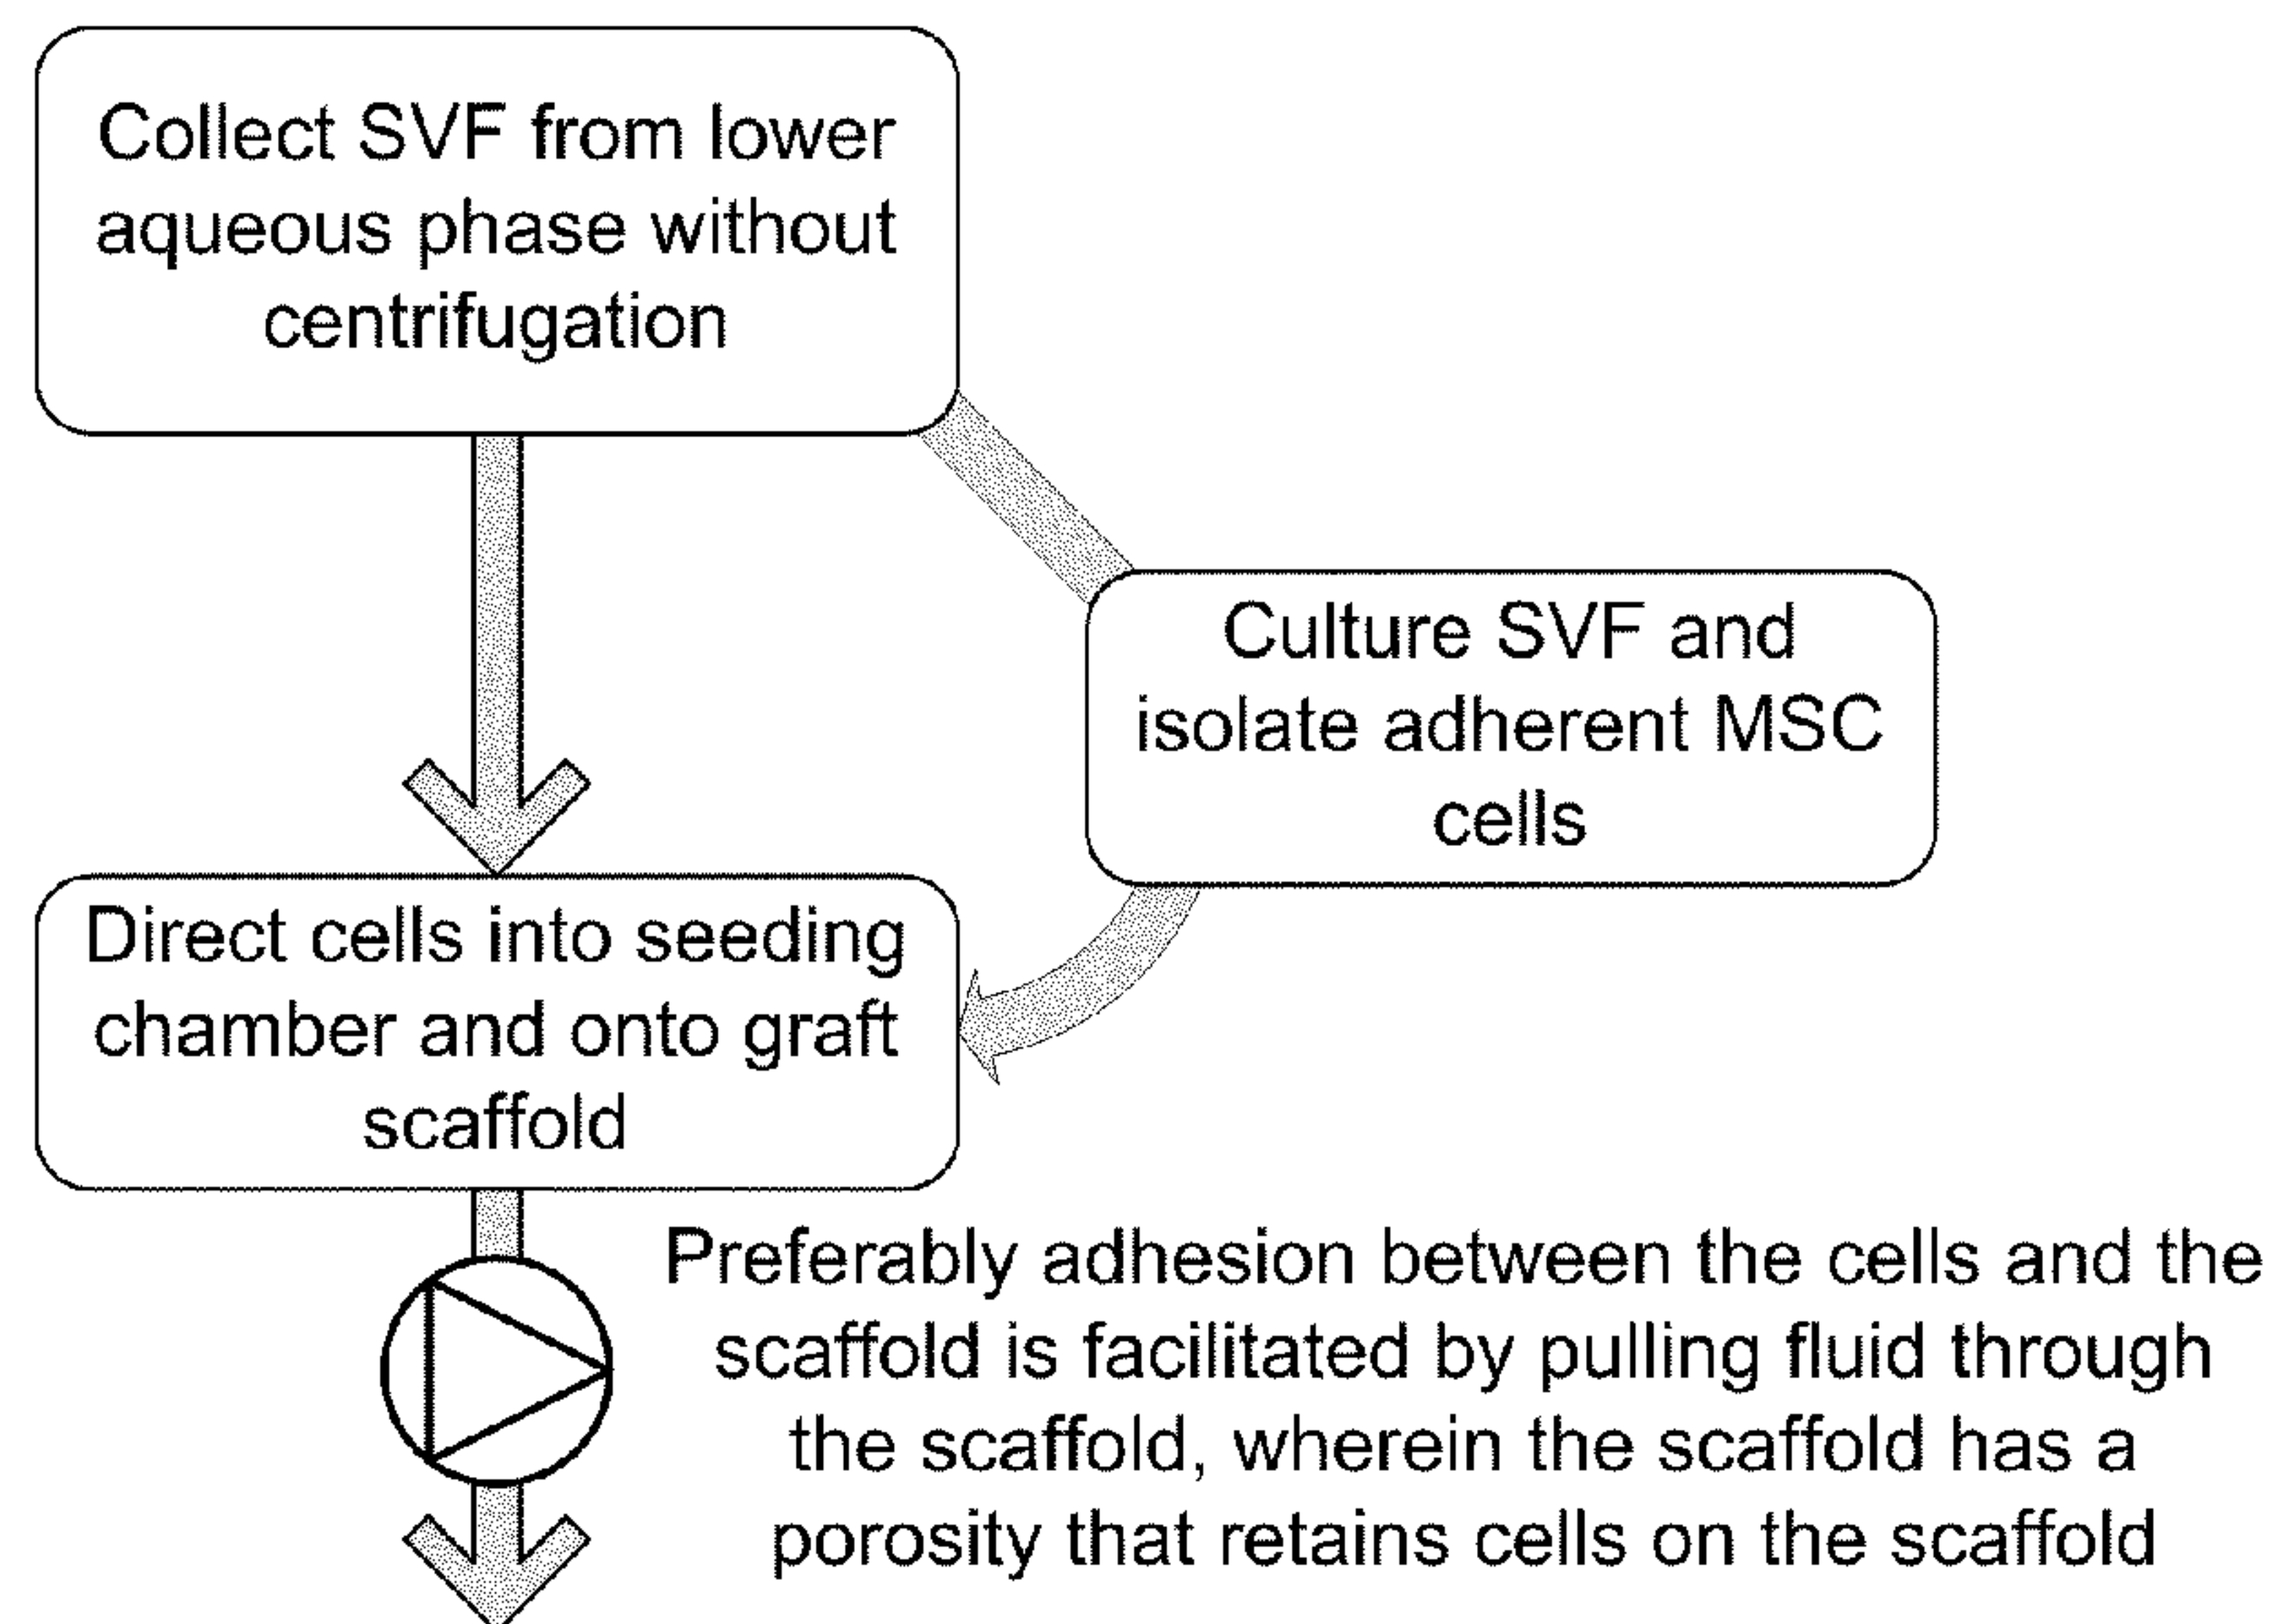 Collect SVF from lower
aqueous phase without
centrifugation
Culture SVF and
isolate adherent MSC
cells
Direct cells into seeding
chamber and onto graft
scaffold
Preferably adhesion between the cells and the
scaffold is facilitated by pulling fluid through
the scaffold, wherein the scaffold has a
porosity that retains cells on the scaffold